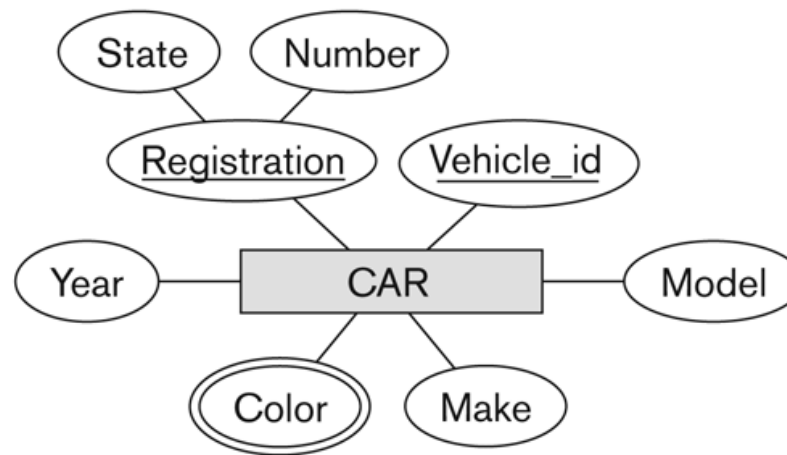 State
Number
Registration
Vehicle_id
Year
CAR
Model
Color
Make